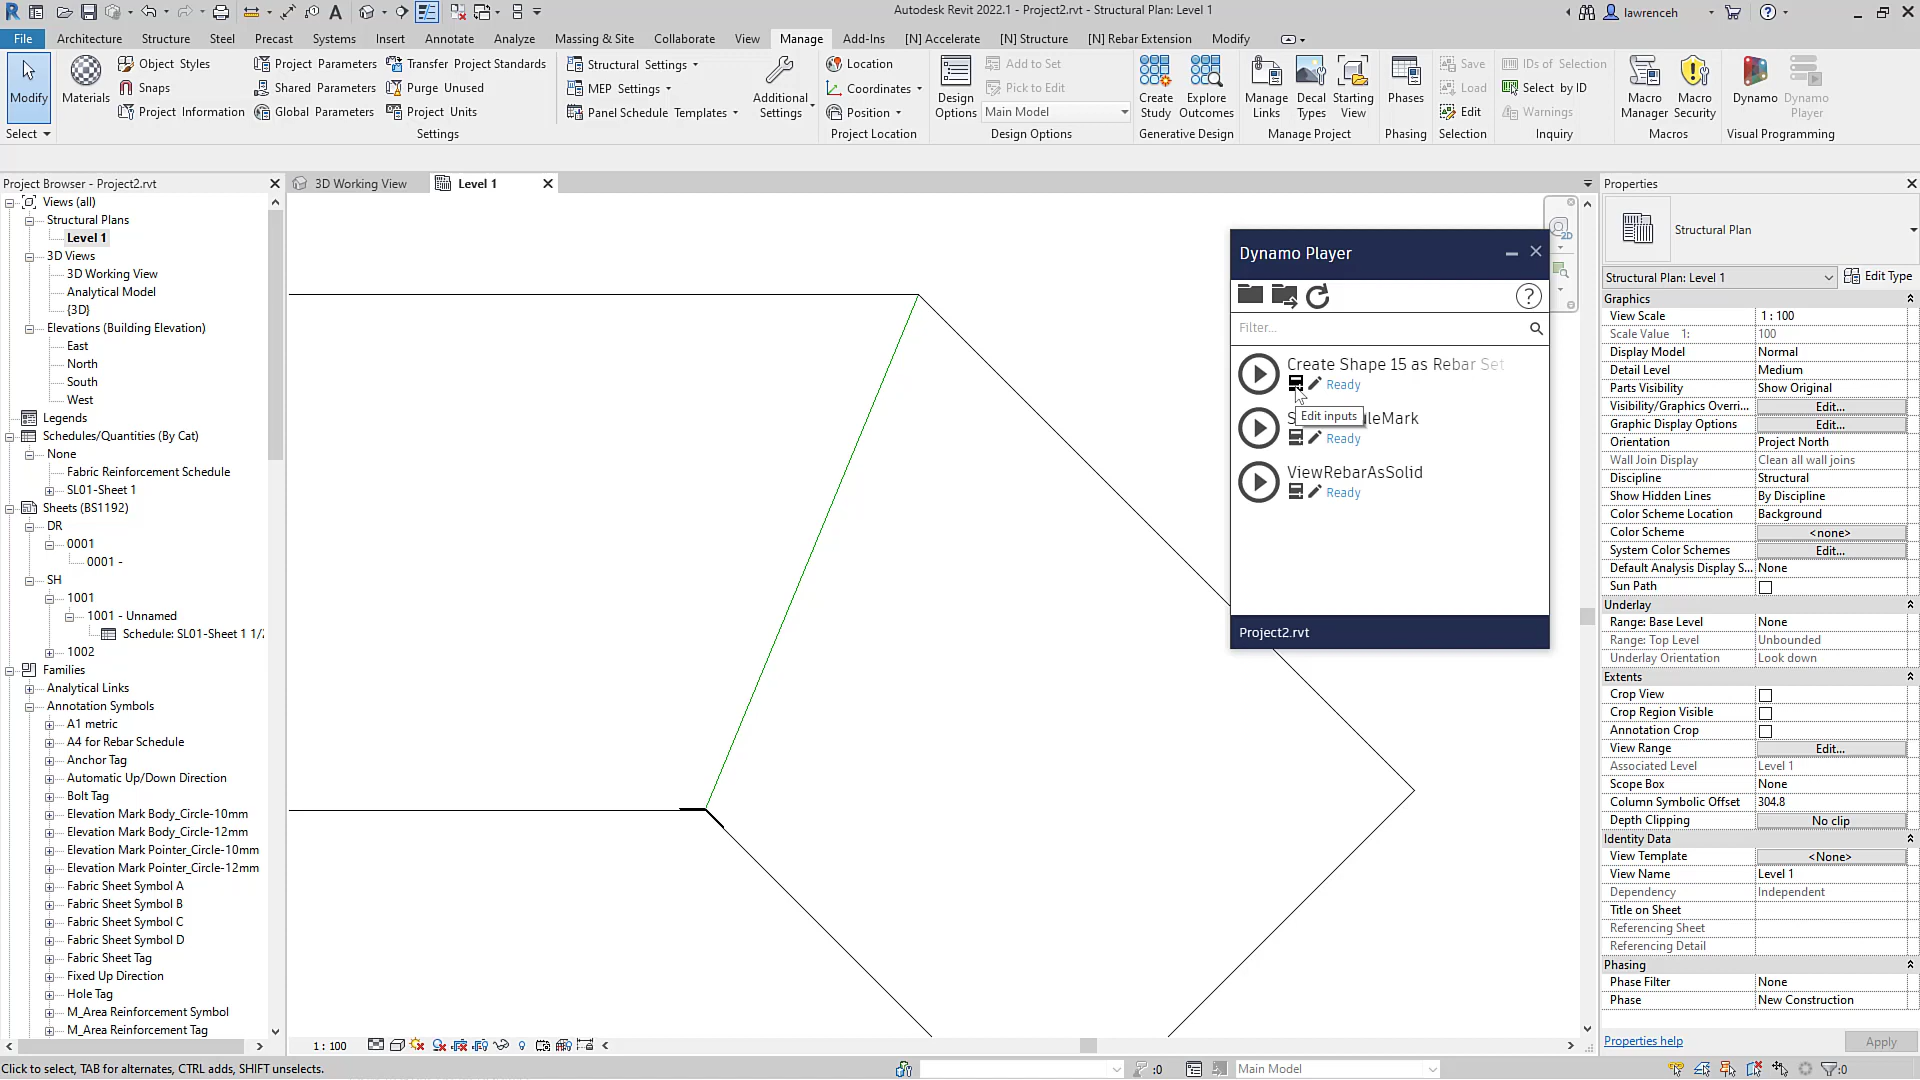 Autodesk Revit 2022.1 - Project2.rvt - Structural Plan: Level 1
lawrenceh
File Architecture Structure Steel Precast Systems Insert Annotate Analyze Massing & Site Collaborate View Manage Add-Ins [N] Accelerate [N] Structure [N] Rebar Extension Modify
Modify
Select
Materials
Object Styles
Snaps
Project Information
Project Parameters
Shared Parameters
Global Parameters
Transfer Project Standards
Purge Unused
Project Units
Settings
Structural Settings
MEP Settings
Panel Schedule Templates
Additional Settings
Location
Coordinates
Position
Project Location
Design Options
Add to Set
Pick to Edit
Main Model
Design Options
Create Study
Explore Outcomes
Generative Design
Manage Links
Decal Types
Starting View
Manage Project
Phases
Phasing
Save
Load
Edit
Selection
IDs of Selection
Select by ID
Warnings
Inquiry
Macro Manager
Macro Security
Macros
Dynamo
Dynamo Player
Visual Programming
Project Browser - Project2.rvt
Views (all)
Structural Plans
Level 1
3D Views
3D Working View
Analytical Model
{3D}
Elevations (Building Elevation)
East
North
South
West
Legends
Schedules/Quantities (By Cat)
None
Fabric Reinforcement Schedule
SL01-Sheet 1
Sheets (BS1192)
DR
0001
0001 -
SH
1001
1001 - Unnamed
Schedule: SL01-Sheet 1 1/2
1002
Families
Analytical Links
Annotation Symbols
A1 metric
A4 for Rebar Schedule
Anchor Tag
Automatic Up/Down Direction
Bolt Tag
Elevation Mark Body_Circle-10mm
Elevation Mark Body_Circle-12mm
Elevation Mark Pointer_Circle-10mm
Elevation Mark Pointer_Circle-12mm
Fabric Sheet Symbol A
Fabric Sheet Symbol B
Fabric Sheet Symbol C
Fabric Sheet Symbol D
Fabric Sheet Tag
Fixed Up Direction
Hole Tag
M_Area Reinforcement Symbol
M_Area Reinforcement Tag
3D Working View
Level 1
2D
Dynamo Player
?
Filter...
Create Shape 15 as Rebar Set
Ready
Edit inputs
leMark
Ready
ViewRebarAsSolid
Ready
Project2.rvt
Properties
Structural Plan
Structural Plan: Level 1
Edit Type
Graphics
View Scale 1 : 100
Scale Value 1: 100
Display Model Normal
Detail Level Medium
Parts Visibility Show Original
Visibility/Graphics Overri... Edit...
Graphic Display Options Edit...
Orientation Project North
Wall Join Display Clean all wall joins
Discipline Structural
Show Hidden Lines By Discipline
Color Scheme Location Background
Color Scheme <none>
System Color Schemes Edit...
Default Analysis Display S... None
Sun Path
Underlay
Range: Base Level None
Range: Top Level Unbounded
Underlay Orientation Look down
Extents
Crop View
Crop Region Visible
Annotation Crop
View Range Edit...
Associated Level Level 1
Scope Box None
Column Symbolic Offset 304.8
Depth Clipping No clip
Identity Data
View Template <None>
View Name Level 1
Dependency Independent
Title on Sheet
Referencing Sheet
Referencing Detail
Phasing
Phase Filter None
Phase New Construction
Properties help
Apply
1 : 100
Click to select, TAB for alternates, CTRL adds, SHIFT unselects.
:0
Main Model
:0